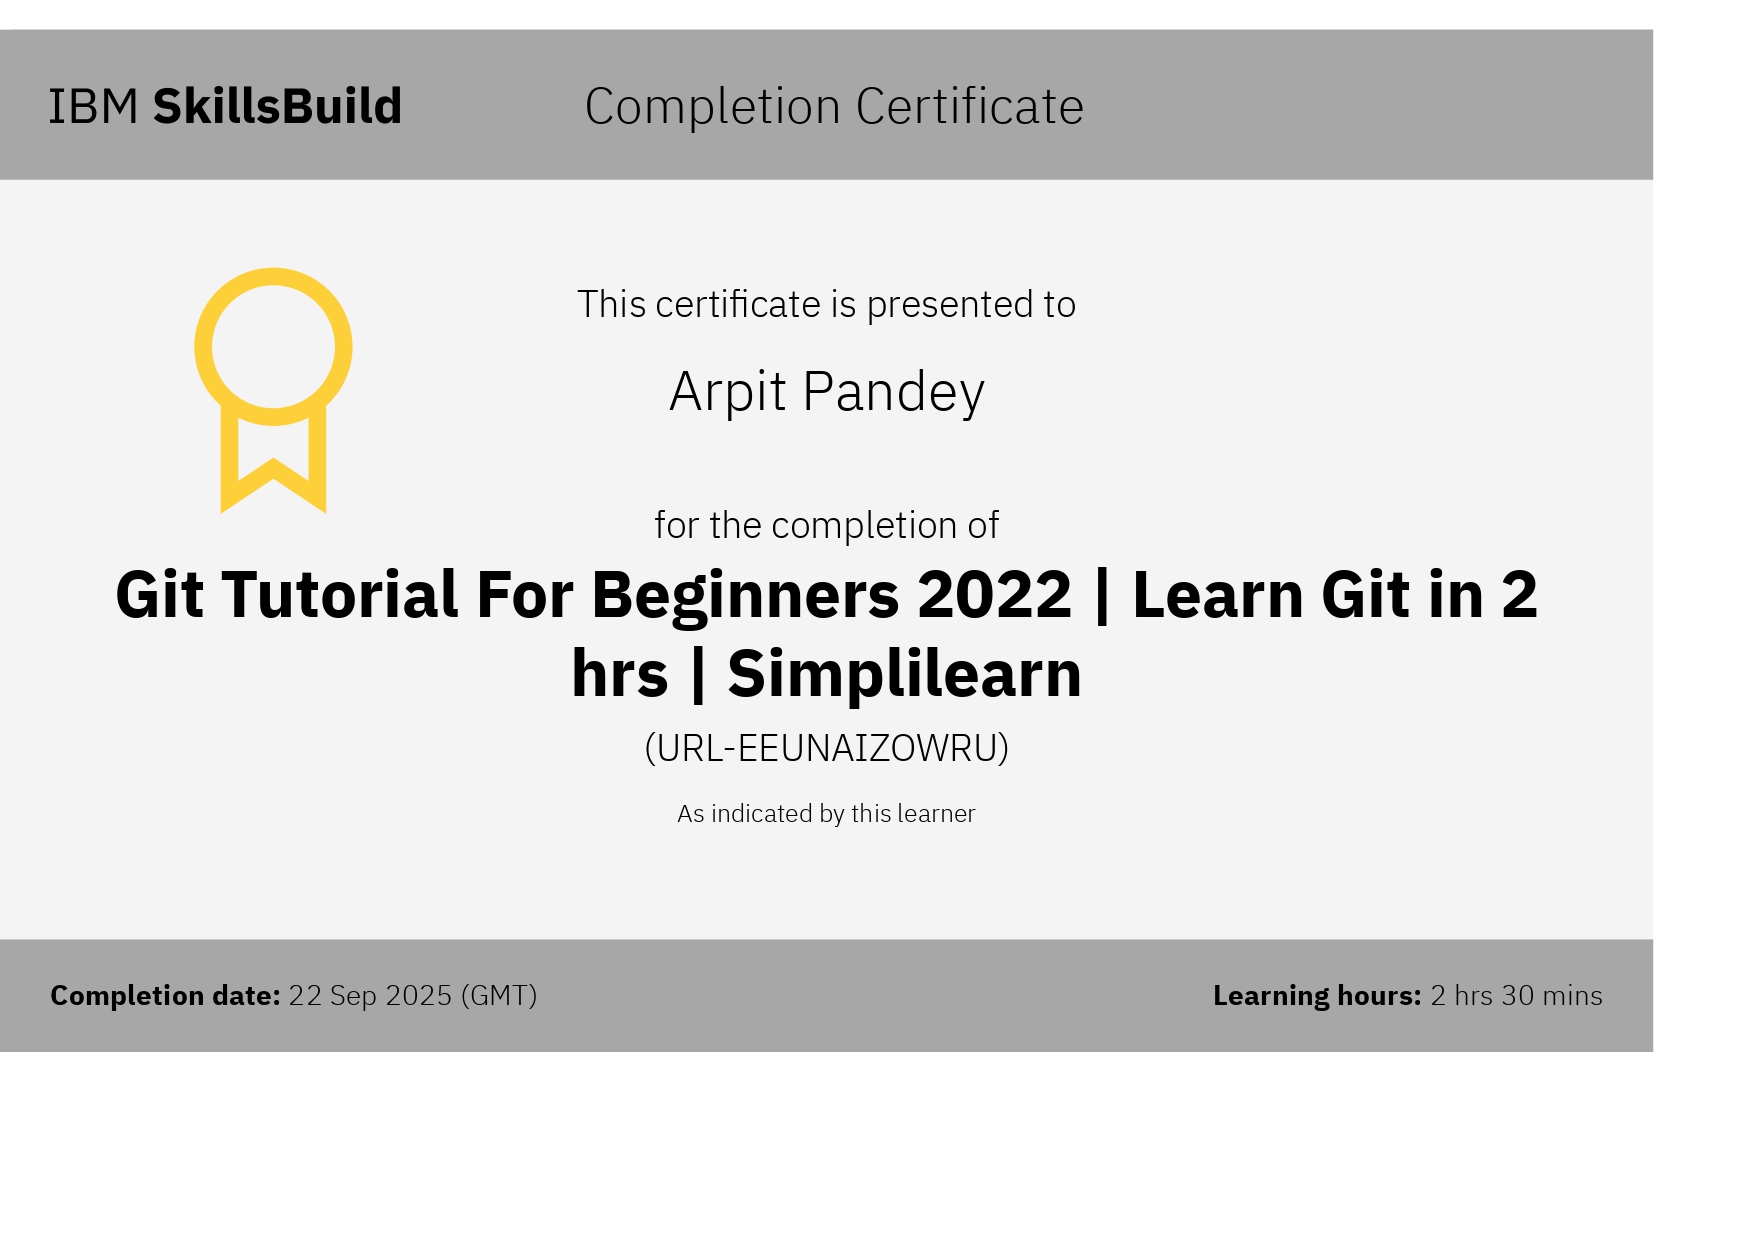 IBM SkillsBuild
Completion Certificate
This certificate is presented to
Arpit Pandey
for the completion of
Git Tutorial For Beginners 2022 | Learn Git in 2
hrs | Simplilearn
(URL-EEUNAIZOWRU)
As indicated by this learner
Completion date: 22 Sep 2025 (GMT)
Learning hours: 2 hrs 30 mins